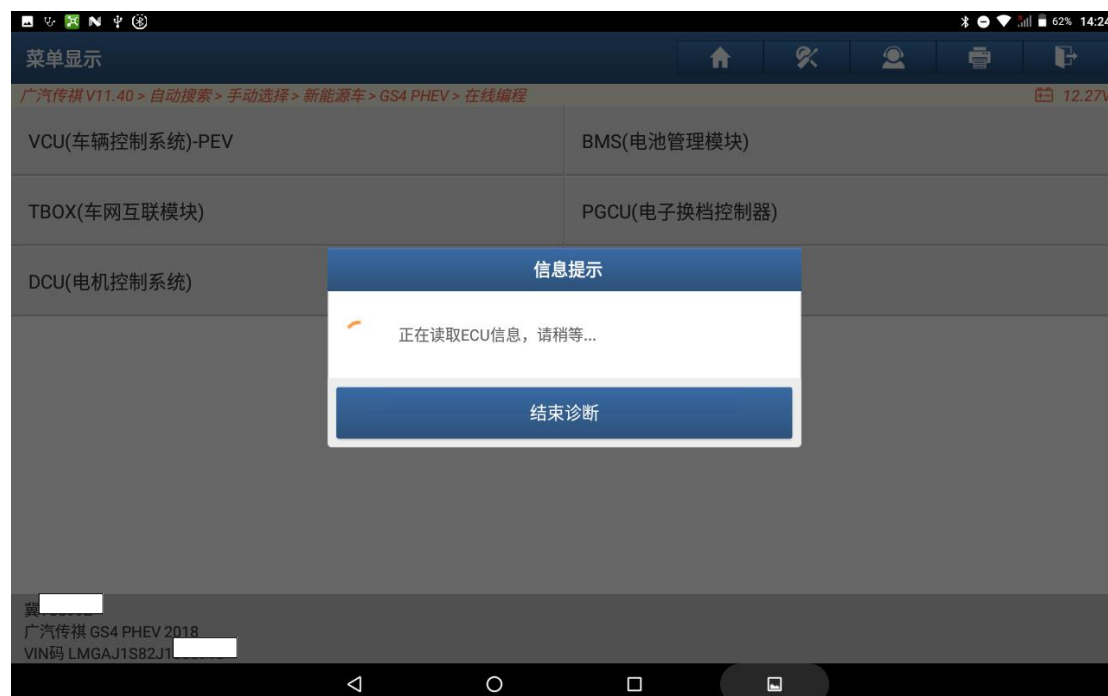 62% 14:24
菜单显示
广汽传祺 V11.40 > 自动搜索 > 手动选择 > 新能源车 > GS4 PHEV > 在线编程
12.27V
VCU(车辆控制系统)-PEV
BMS(电池管理模块)
TBOX(车网互联模块)
PGCU(电子换档控制器)
DCU(电机控制系统)
信息提示
正在读取ECU信息，请稍等...
结束诊断
冀
广汽传祺 GS4 PHEV 2018
VIN码 LMGAJ1S82J1